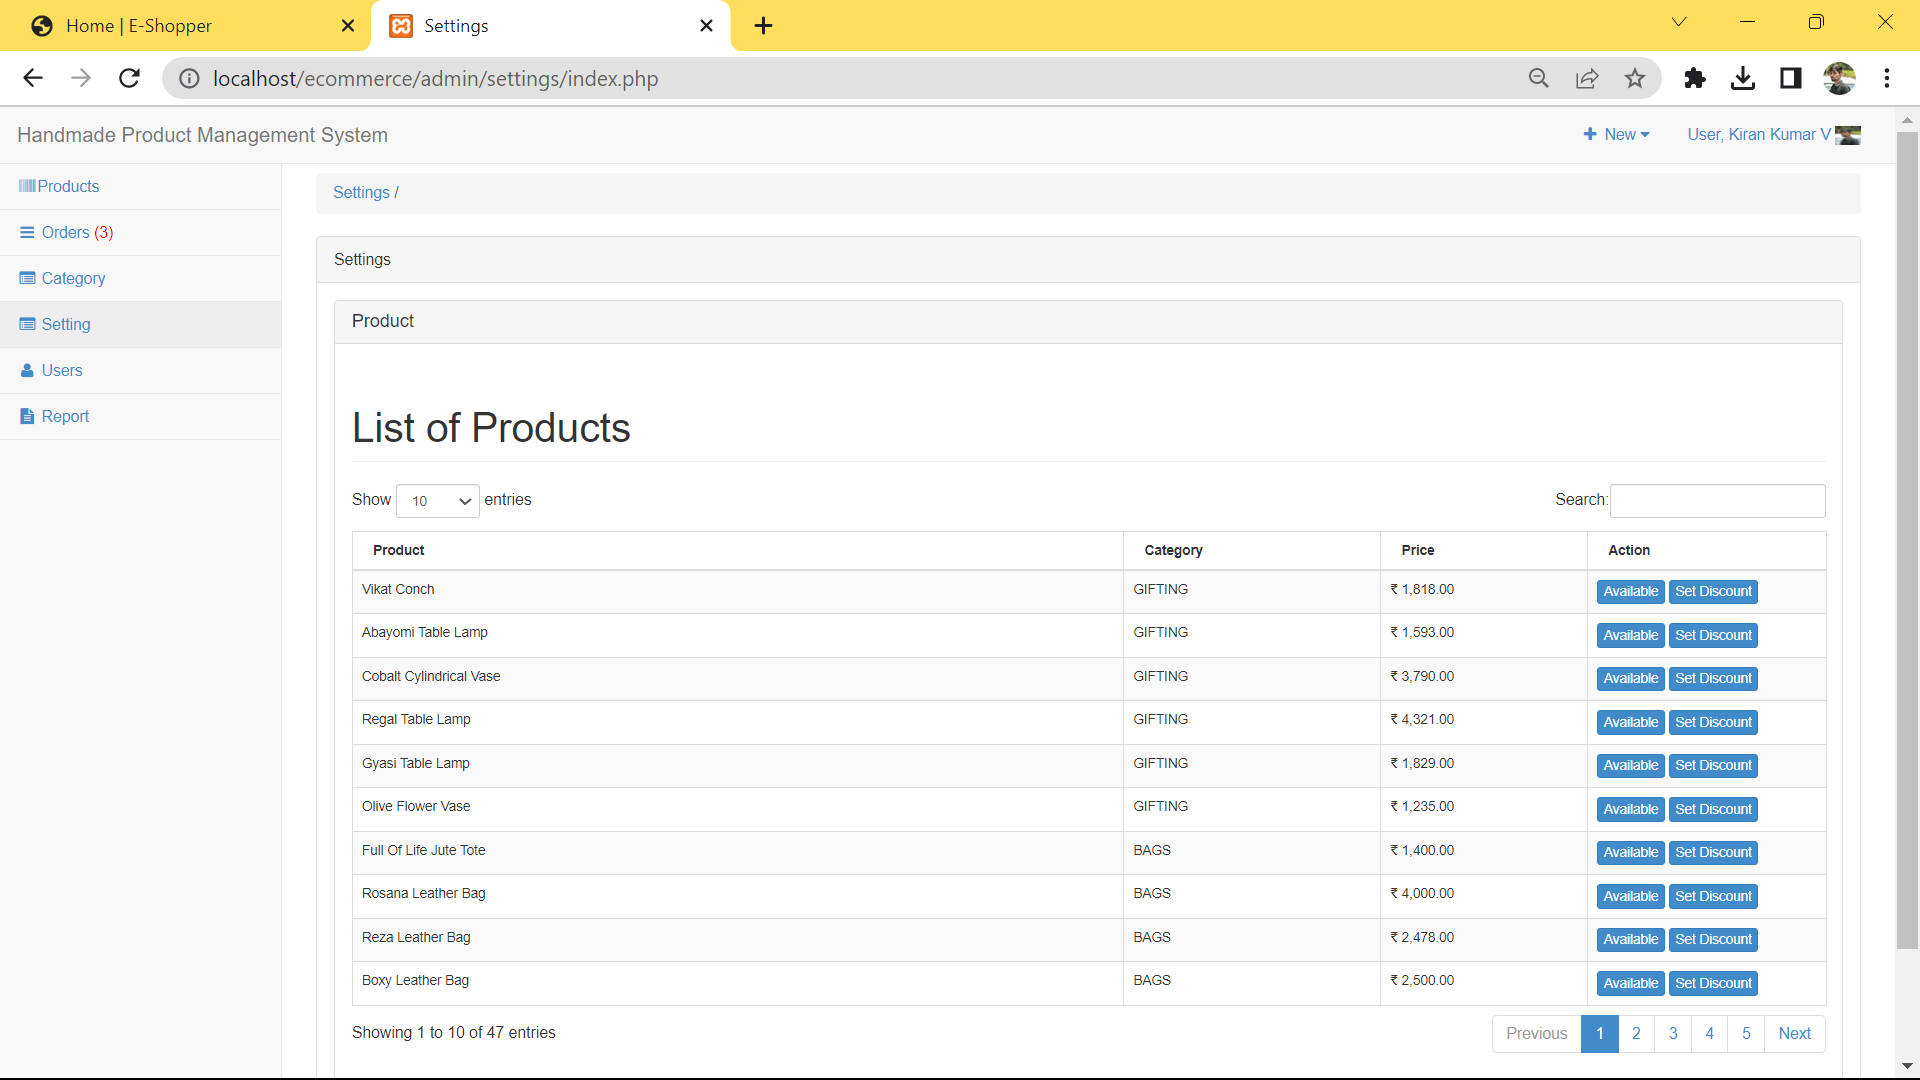 Home | E-Shopper
Settings
localhost/ecommerce/admin/settings/index.php
Handmade Product Management System
New
User, Kiran Kumar V
Products
Orders (3)
Category
Setting
Users
Report
Settings /
Settings
Product
List of Products
Show 10 entries
Search:
Product Category Price Action
Vikat Conch GIFTING ₹ 1,818.00 Available Set Discount
Abayomi Table Lamp GIFTING ₹ 1,593.00 Available Set Discount
Cobalt Cylindrical Vase GIFTING ₹ 3,790.00 Available Set Discount
Regal Table Lamp GIFTING ₹ 4,321.00 Available Set Discount
Gyasi Table Lamp GIFTING ₹ 1,829.00 Available Set Discount
Olive Flower Vase GIFTING ₹ 1,235.00 Available Set Discount
Full Of Life Jute Tote BAGS ₹ 1,400.00 Available Set Discount
Rosana Leather Bag BAGS ₹ 4,000.00 Available Set Discount
Reza Leather Bag BAGS ₹ 2,478.00 Available Set Discount
Boxy Leather Bag BAGS ₹ 2,500.00 Available Set Discount
Showing 1 to 10 of 47 entries
Previous 1 2 3 4 5 Next